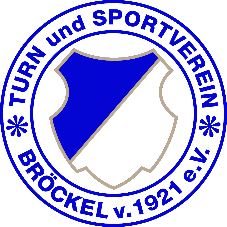 TURN und SPORTVEREIN
BRÖCKEL v. 1921 e.V.